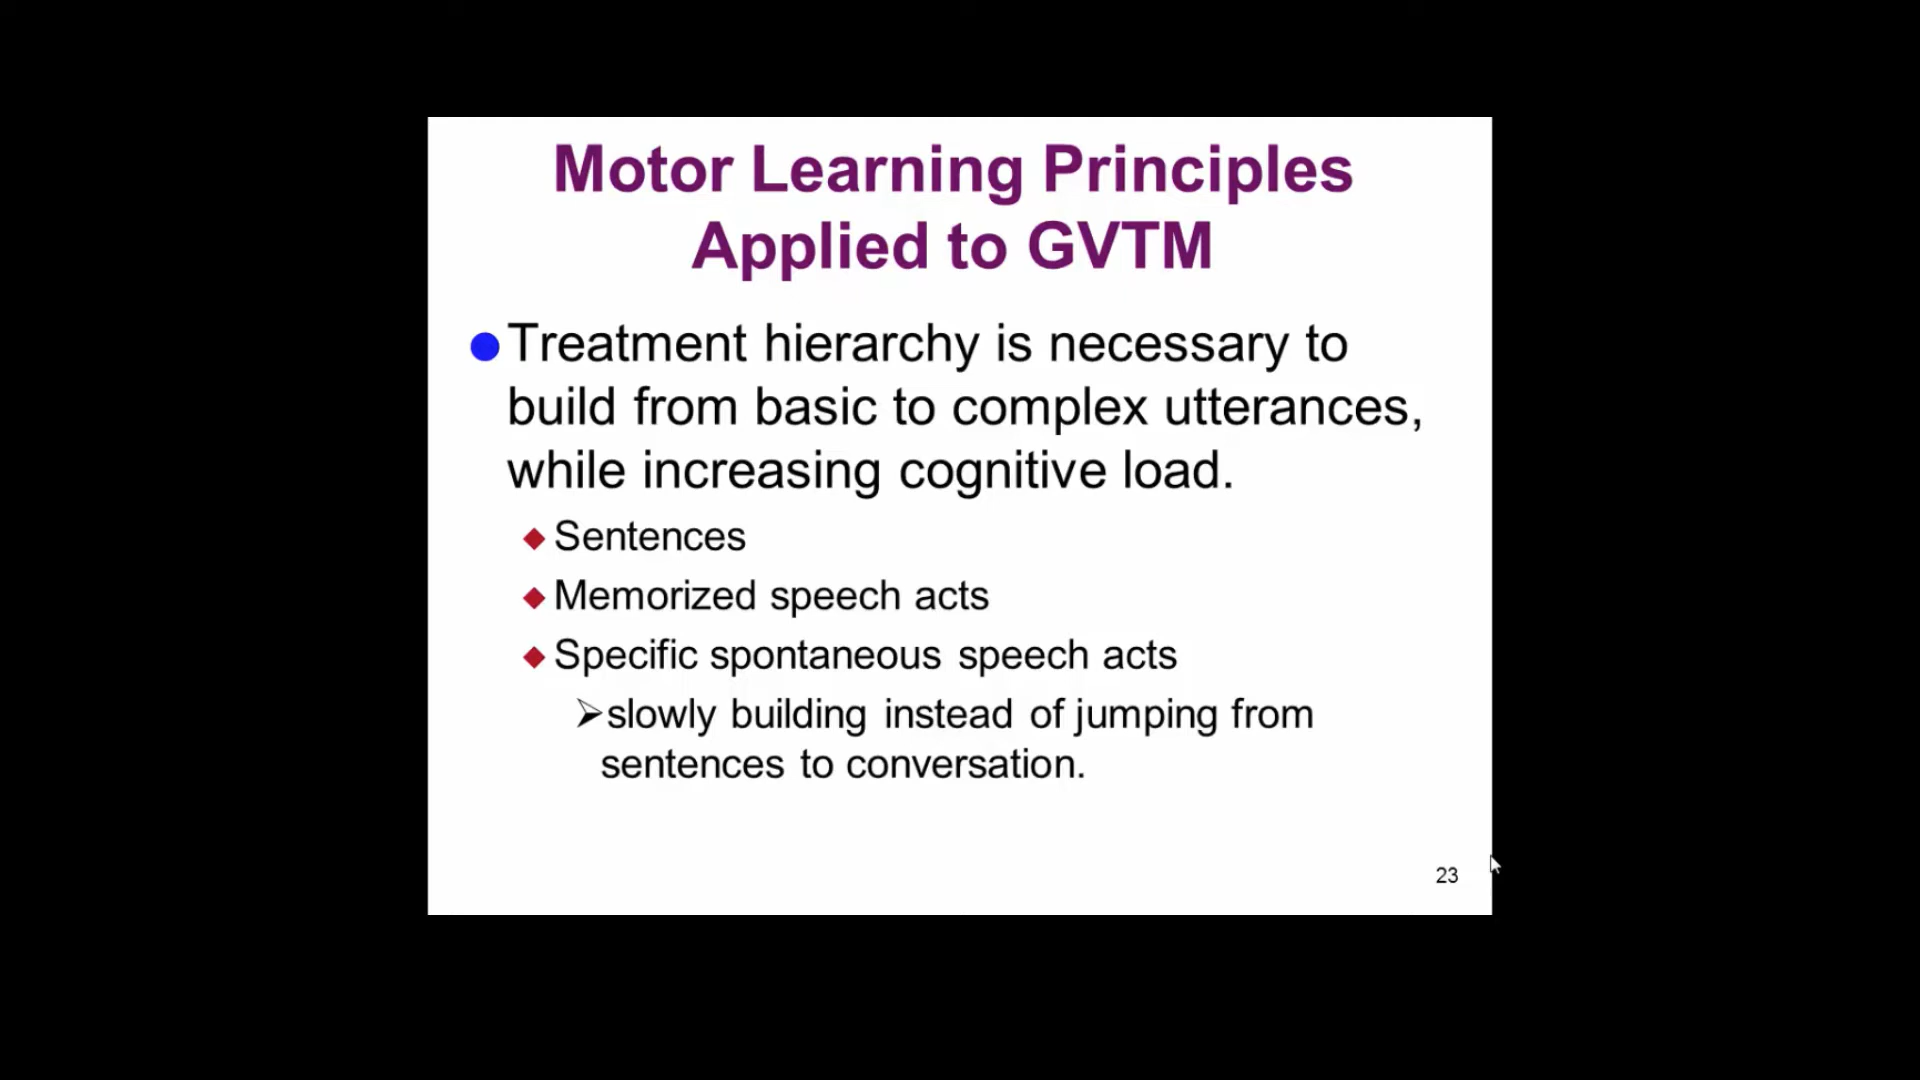 Motor Learning Principles
Applied to GVTM
Treatment hierarchy is necessary to
build from basic to complex utterances,
while increasing cognitive load.
Sentences
Memorized speech acts
Specific spontaneous speech acts
slowly building instead of jumping from
sentences to conversation.
23